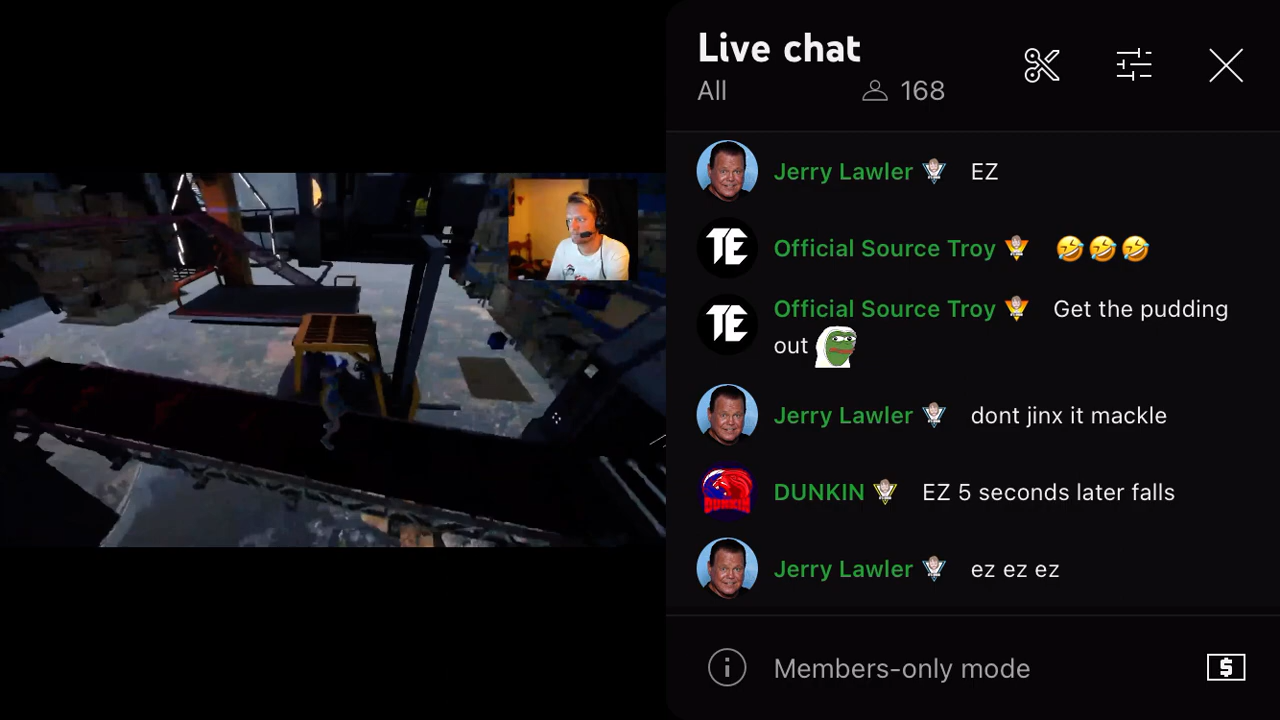 Live chat
All 168
Jerry Lawler EZ
TE Official Source Troy 🤣🤣🤣
TE Official Source Troy Get the pudding
out
Jerry Lawler dont jinx it mackle
DUNKIN DUNKIN EZ 5 seconds later falls
Jerry Lawler ez ez ez
Members-only mode